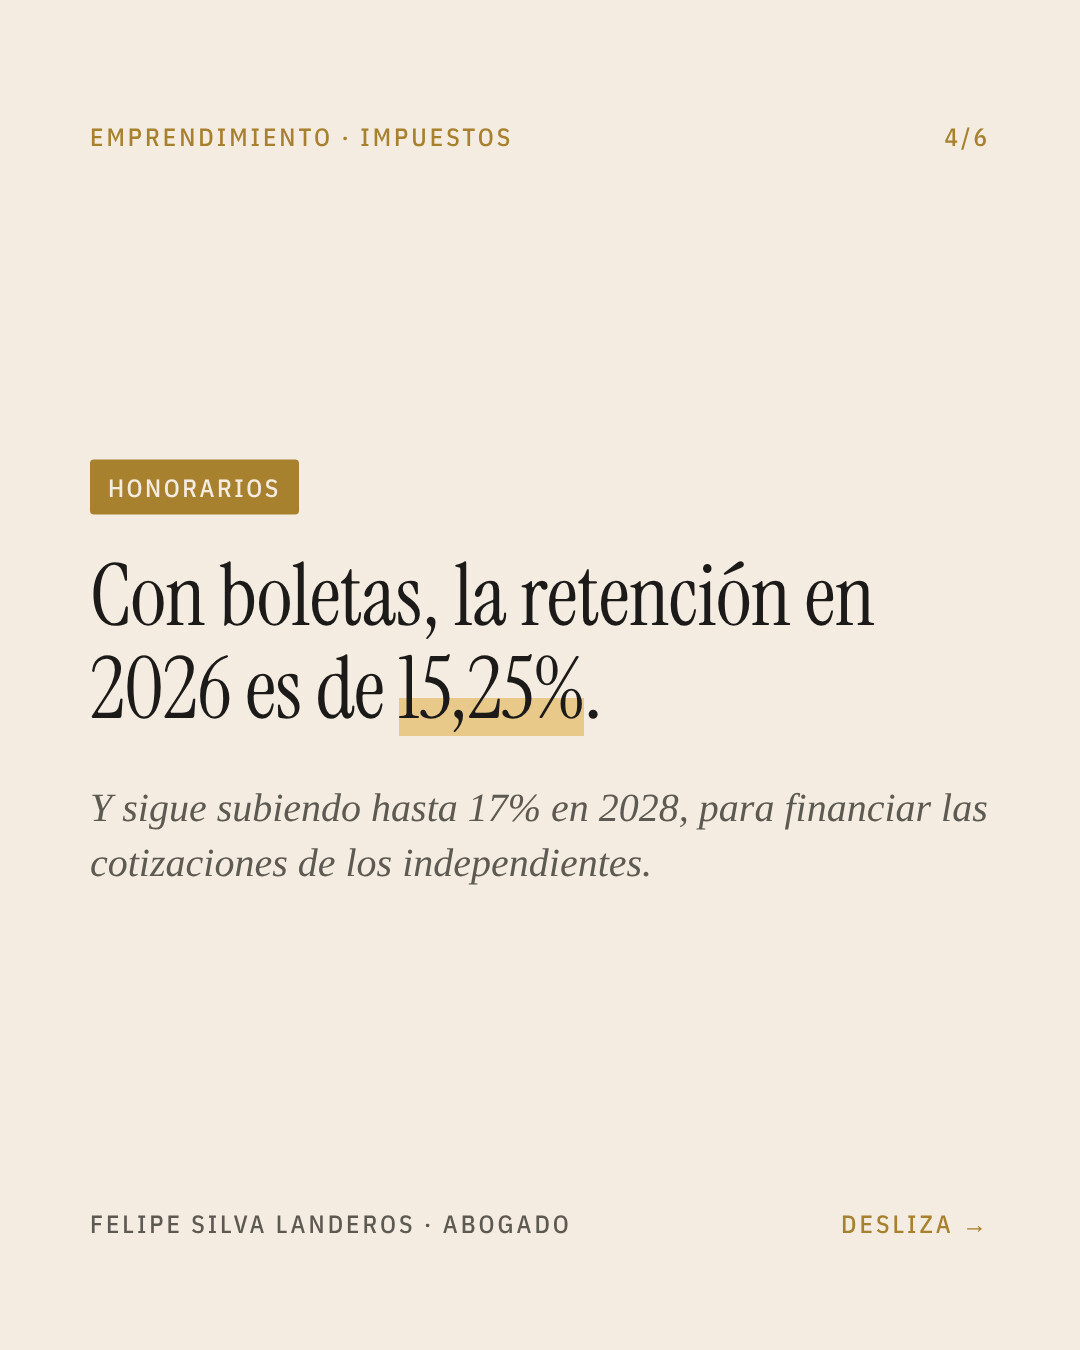 EMPRENDIMIENTO · IMPUESTOS
4/6
HONORARIOS
Con boletas, la retención en
2026 es de 15,25%.
Y sigue subiendo hasta 17% en 2028, para financiar las
cotizaciones de los independientes.
FELIPE SILVA LANDEROS · ABOGADO
DESLIZA →